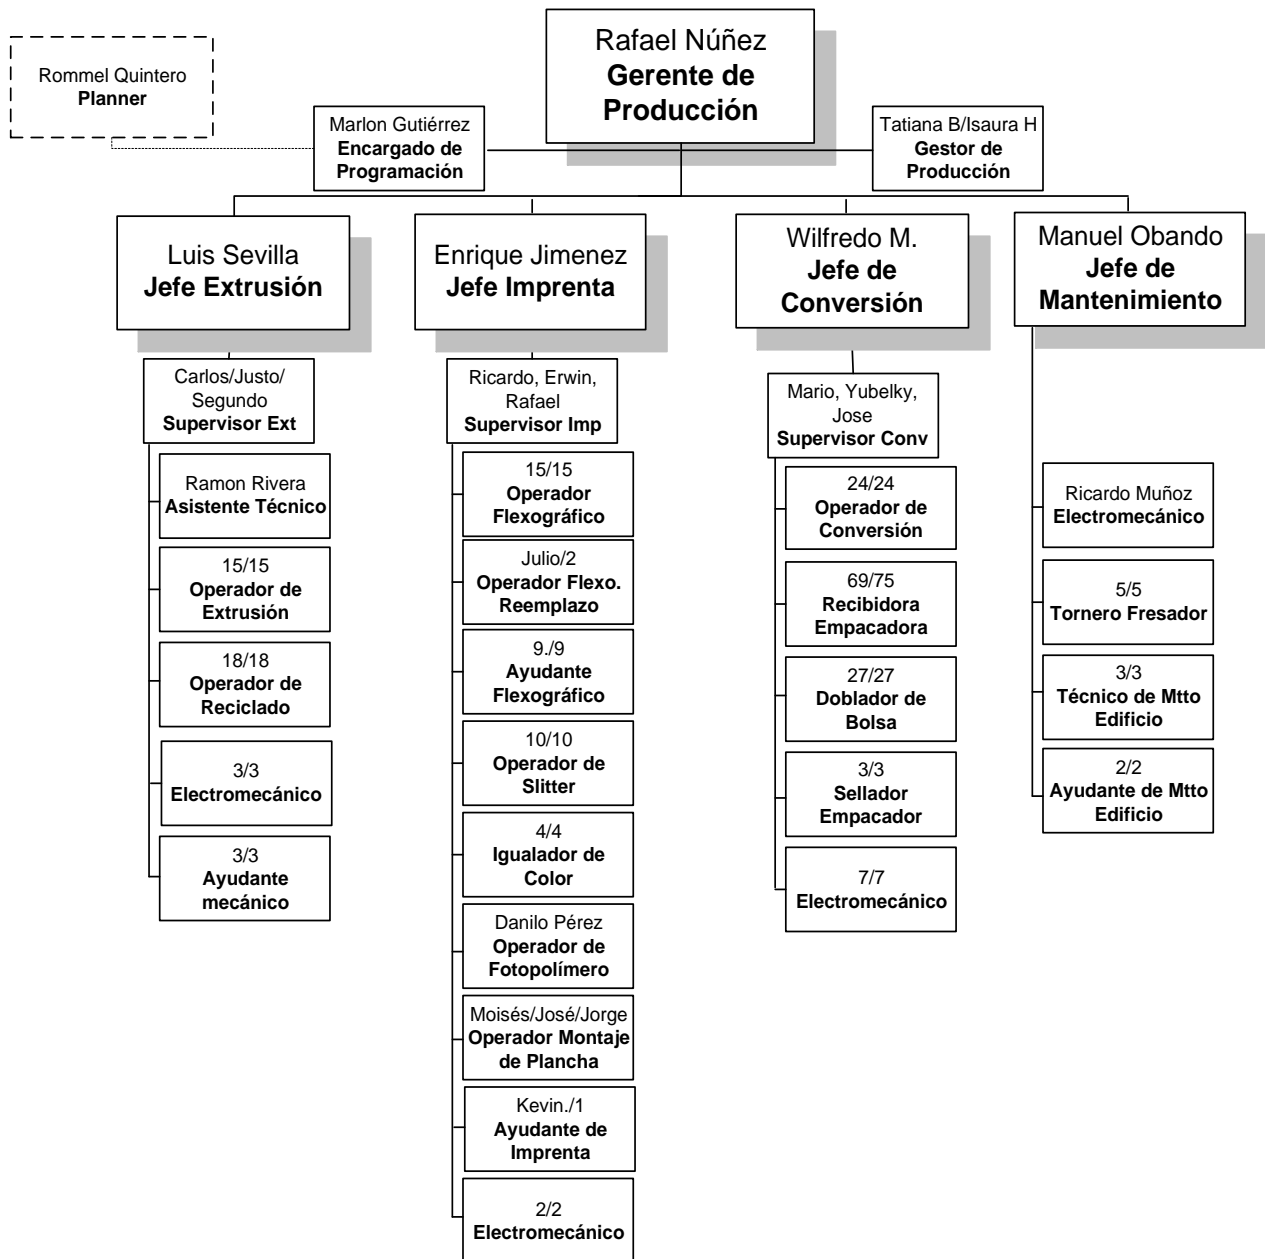 Rafael Núñez
Gerente de
Producción
Rommel Quintero
Planner
Marlon Gutiérrez
Encargado de
Programación
Tatiana B/Isaura H
Gestor de
Producción
Luis Sevilla
Jefe Extrusión
Enrique Jimenez
Jefe Imprenta
Wilfredo M.
Jefe de
Conversión
Manuel Obando
Jefe de
Mantenimiento
Carlos/Justo/
Segundo
Supervisor Ext
Ramon Rivera
Asistente Técnico
15/15
Operador de
Extrusión
18/18
Operador de
Reciclado
3/3
Electromecánico
3/3
Ayudante
mecánico
Ricardo, Erwin,
Rafael
Supervisor Imp
15/15
Operador
Flexográfico
Julio/2
Operador Flexo.
Reemplazo
9./9
Ayudante
Flexográfico
10/10
Operador de
Slitter
4/4
Igualador de
Color
Danilo Pérez
Operador de
Fotopolímero
Moisés/José/Jorge
Operador Montaje
de Plancha
Kevin./1
Ayudante de
Imprenta
2/2
Electromecánico
Mario, Yubelky,
Jose
Supervisor Conv
24/24
Operador de
Conversión
69/75
Recibidora
Empacadora
27/27
Doblador de
Bolsa
3/3
Sellador
Empacador
7/7
Electromecánico
Ricardo Muñoz
Electromecánico
5/5
Tornero Fresador
3/3
Técnico de Mtto
Edificio
2/2
Ayudante de Mtto
Edificio